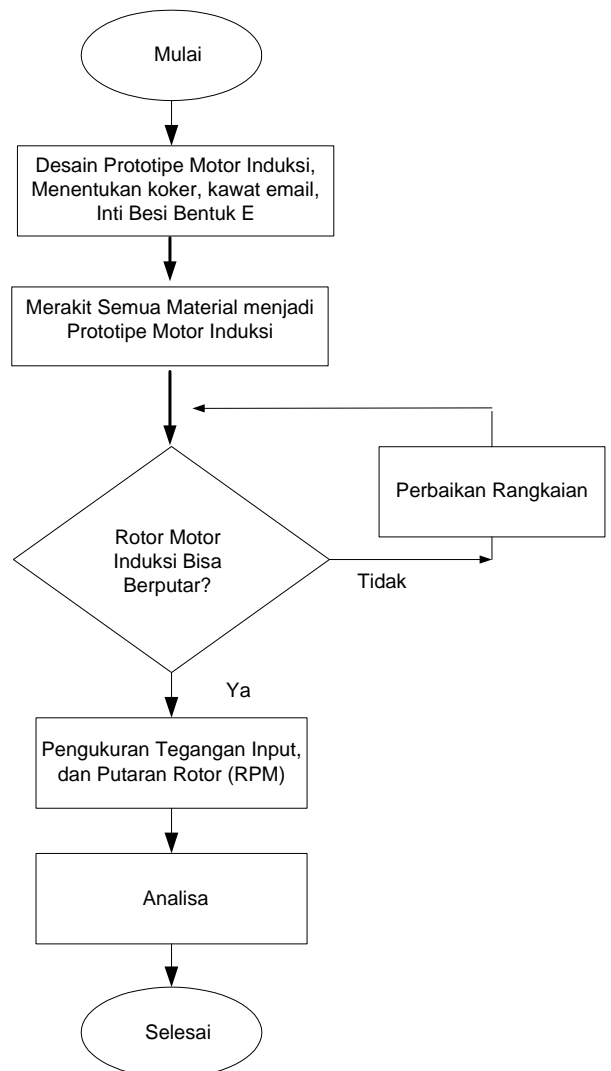 Mulai
Desain Prototipe Motor Induksi,
Menentukan koker, kawat email,
Inti Besi Bentuk E
Merakit Semua Material menjadi
Prototipe Motor Induksi
Perbaikan Rangkaian
Rotor Motor
Induksi Bisa
Berputar?
Tidak
Ya
Pengukuran Tegangan Input,
dan Putaran Rotor (RPM)
Analisa
Selesai